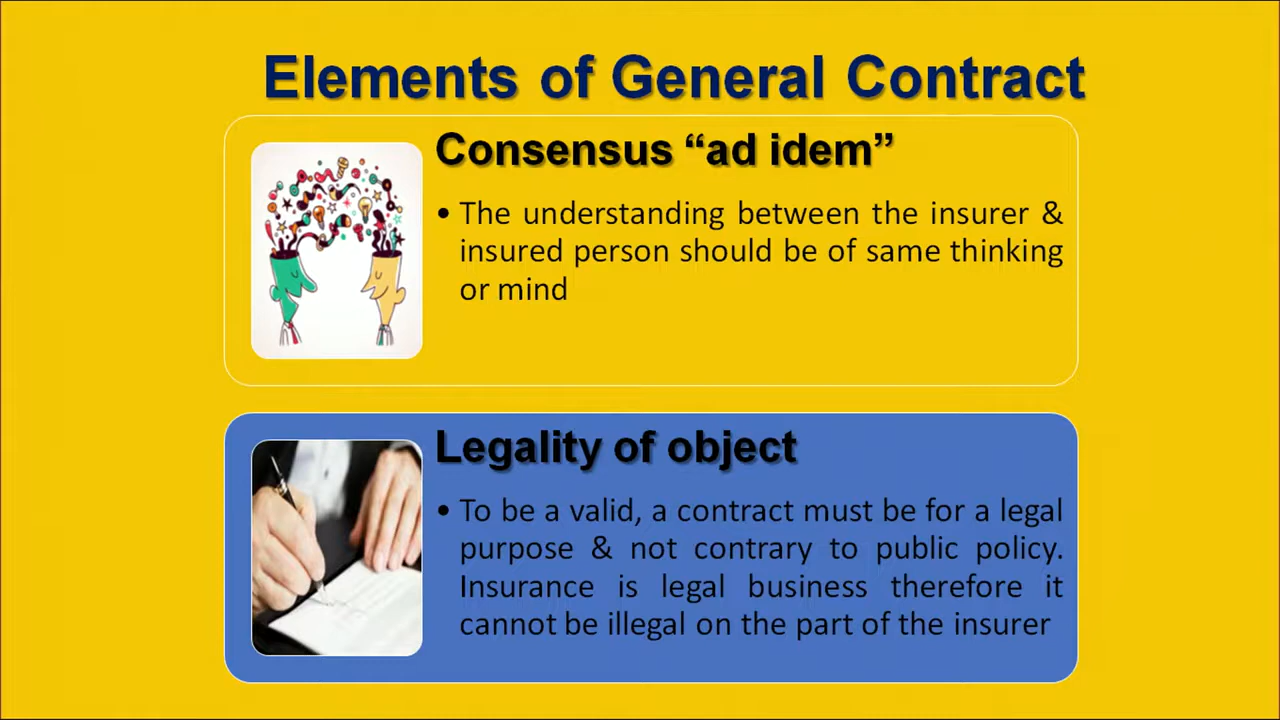 Elements of General Contract
Consensus “ad idem”
• The understanding between the insurer &
insured person should be of same thinking
or mind
Legality of object
• To be a valid, a contract must be for a legal
purpose & not contrary to public policy.
Insurance is legal business therefore it
cannot be illegal on the part of the insurer